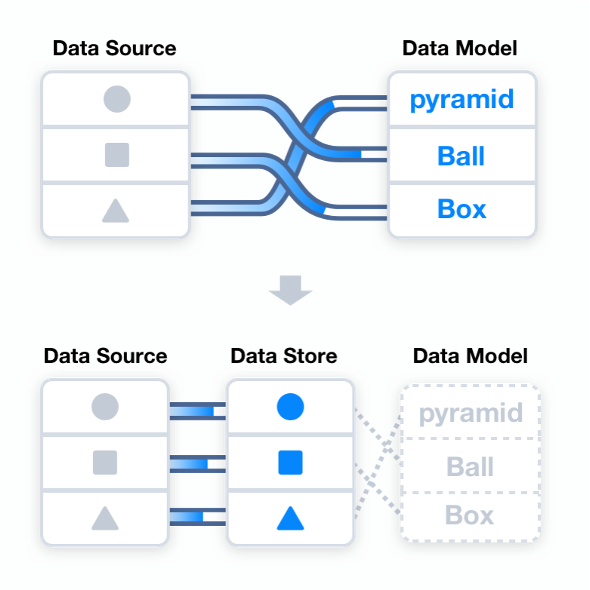 Data Source
Data Model
pyramid
Ball
Box
Data Source
Data Store
Data Model
pyramid
Ball
Box